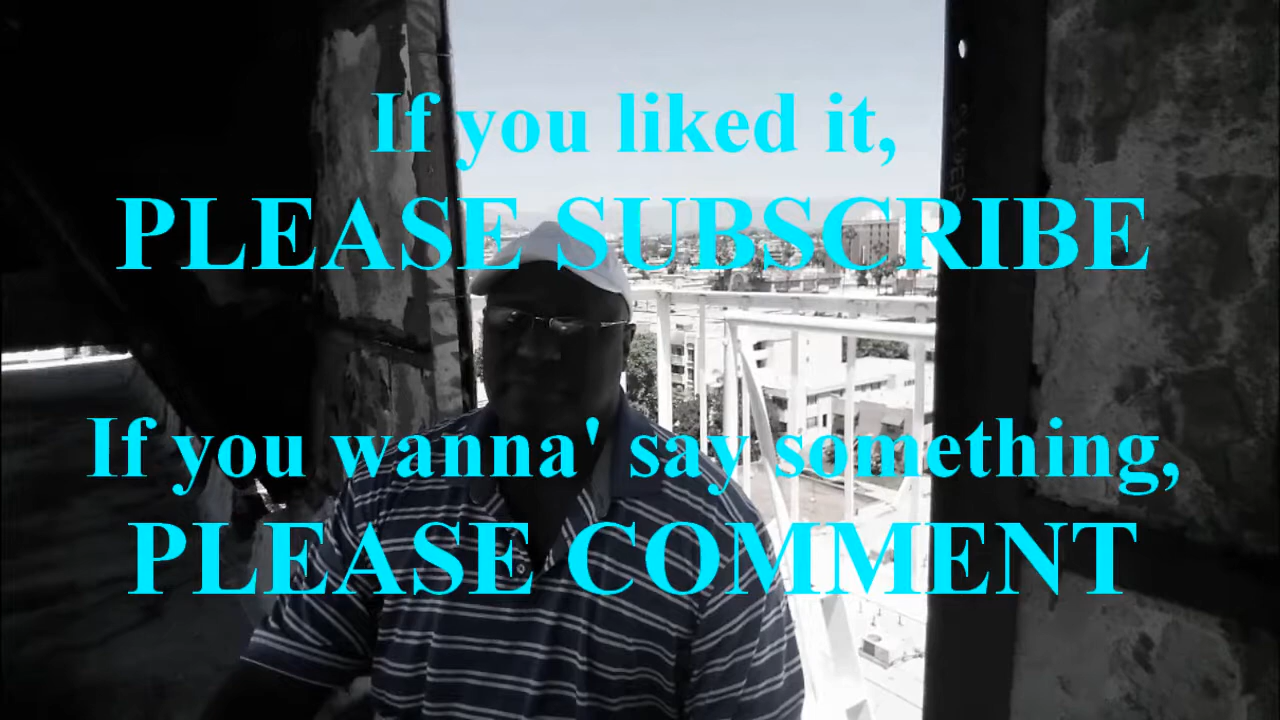 If you liked it,
PLEASE SUBSCRIBE
If you wanna' say something,
PLEASE COMMENT